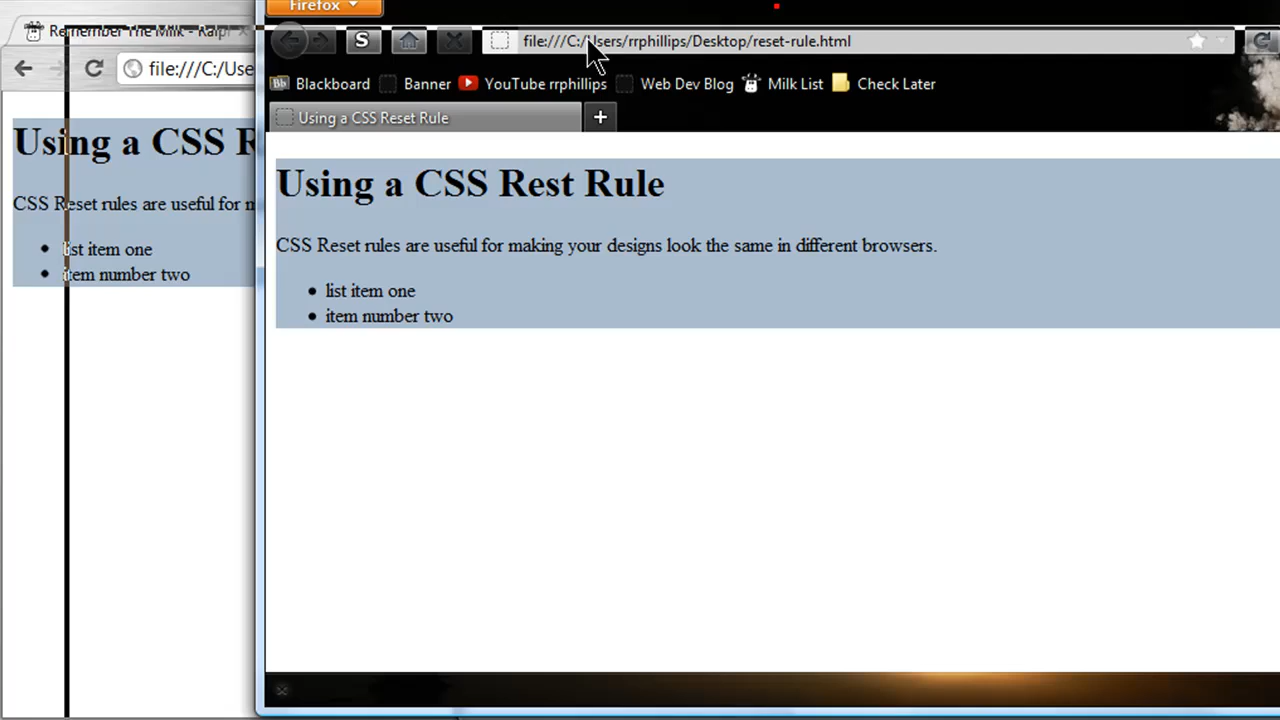 Firefox
Remember The Milk - Ralp
S
file:///C:/Users/rrphillips/Desktop/reset-rule.html
file:///C:/Use
Bb Blackboard Banner YouTube rrphillips Web Dev Blog Milk List Check Later
Using a CSS Reset Rule +
Using a CSS R
Using a CSS Rest Rule
CSS Reset rules are useful for m
CSS Reset rules are useful for making your designs look the same in different browsers.
list item one
item number two
list item one
item number two